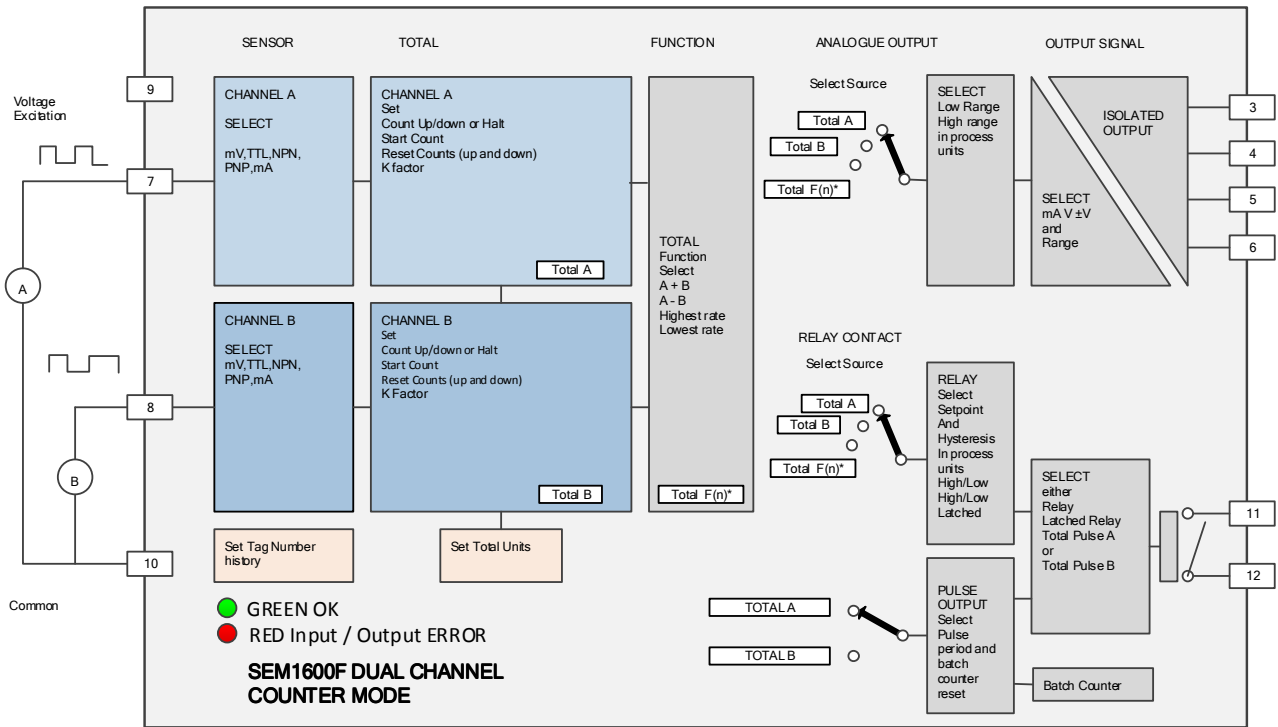 SENSOR
TOTAL
FUNCTION
ANALOGUE OUTPUT
OUTPUT SIGNAL
Voltage
Excitation
9
7
A
8
B
10
Common
CHANNEL A
SELECT
mV,TTL,NPN,
PNP,mA
CHANNEL A
Set
Count Up/down or Halt
Start Count
Reset Counts (up and down)
K factor
Total A
CHANNEL B
SELECT
mV,TTL,NPN,
PNP,mA
CHANNEL B
Set
Count Up/down or Halt
Start Count
Reset Counts (up and down)
K Factor
Total B
Set Tag Number
history
Set Total Units
TOTAL
Function
Select
A + B
A - B
Highest rate
Lowest rate
Total F(n)*
Select Source
Total A
Total B
Total F(n)*
SELECT
Low Range
High range
in process
units
ISOLATED
OUTPUT
SELECT
mA V ±V
and
Range
3
4
5
6
RELAY CONTACT
Select Source
Total A
Total B
Total F(n)*
RELAY
Select
Setpoint
And
Hysteresis
In process
units
High/Low
High/Low
Latched
SELECT
either
Relay
Latched Relay
Total Pulse A
or
Total Pulse B
11
12
TOTAL A
TOTAL B
PULSE
OUTPUT
Select
Pulse
period and
batch
counter
reset
Batch Counter
GREEN OK
RED Input / Output ERROR
SEM1600F DUAL CHANNEL
COUNTER MODE